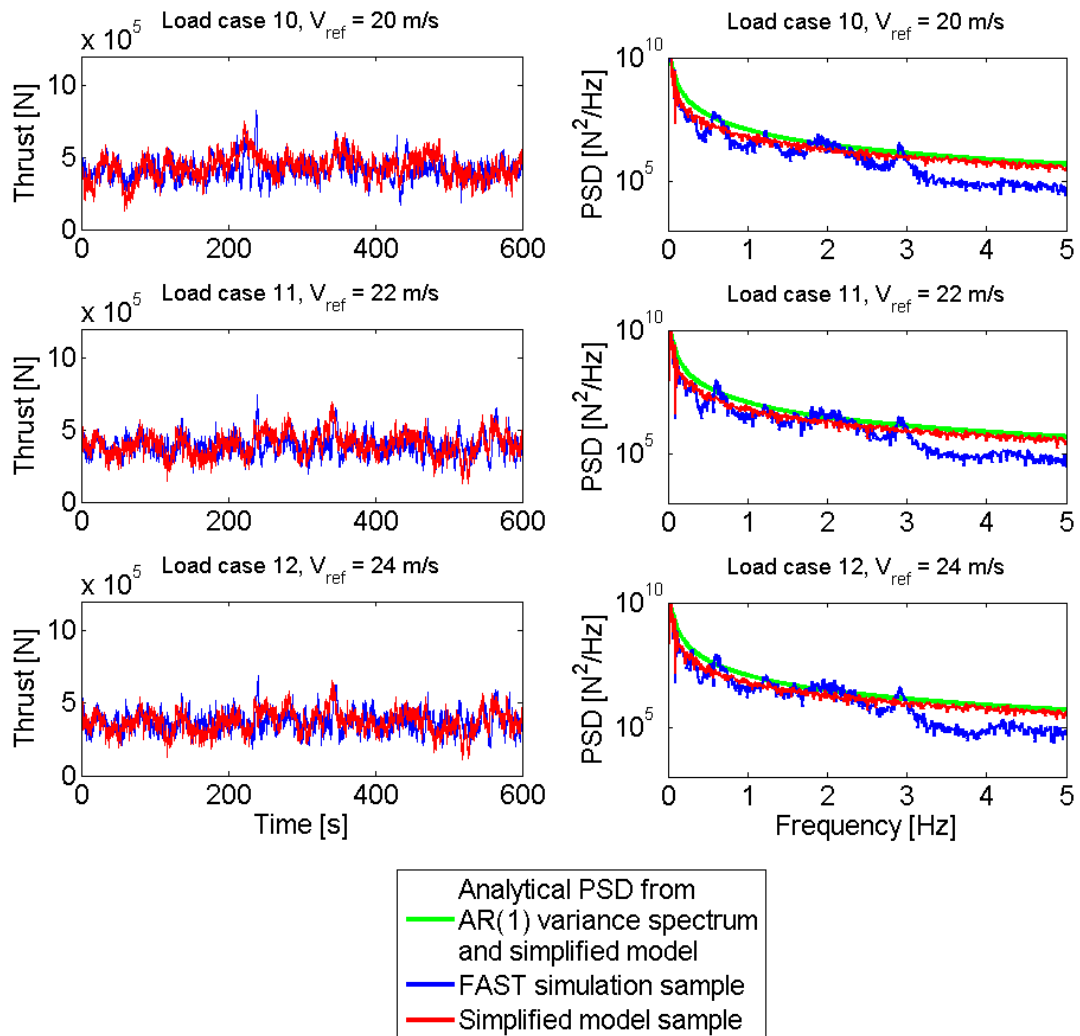 Load case 10, V_ref = 20 m/s
x 10^5
Thrust [N]
10
5
0
0 200 400 600
Load case 10, V_ref = 20 m/s
PSD [N^2/Hz]
10^10
10^5
0 1 2 3 4 5
Load case 11, V_ref = 22 m/s
x 10^5
Thrust [N]
10
5
0
0 200 400 600
Load case 11, V_ref = 22 m/s
PSD [N^2/Hz]
10^10
10^5
0 1 2 3 4 5
Load case 12, V_ref = 24 m/s
x 10^5
Thrust [N]
10
5
0
0 200 400 600
Time [s]
Load case 12, V_ref = 24 m/s
PSD [N^2/Hz]
10^10
10^5
0 1 2 3 4 5
Frequency [Hz]
Analytical PSD from
AR(1) variance spectrum
and simplified model
FAST simulation sample
Simplified model sample